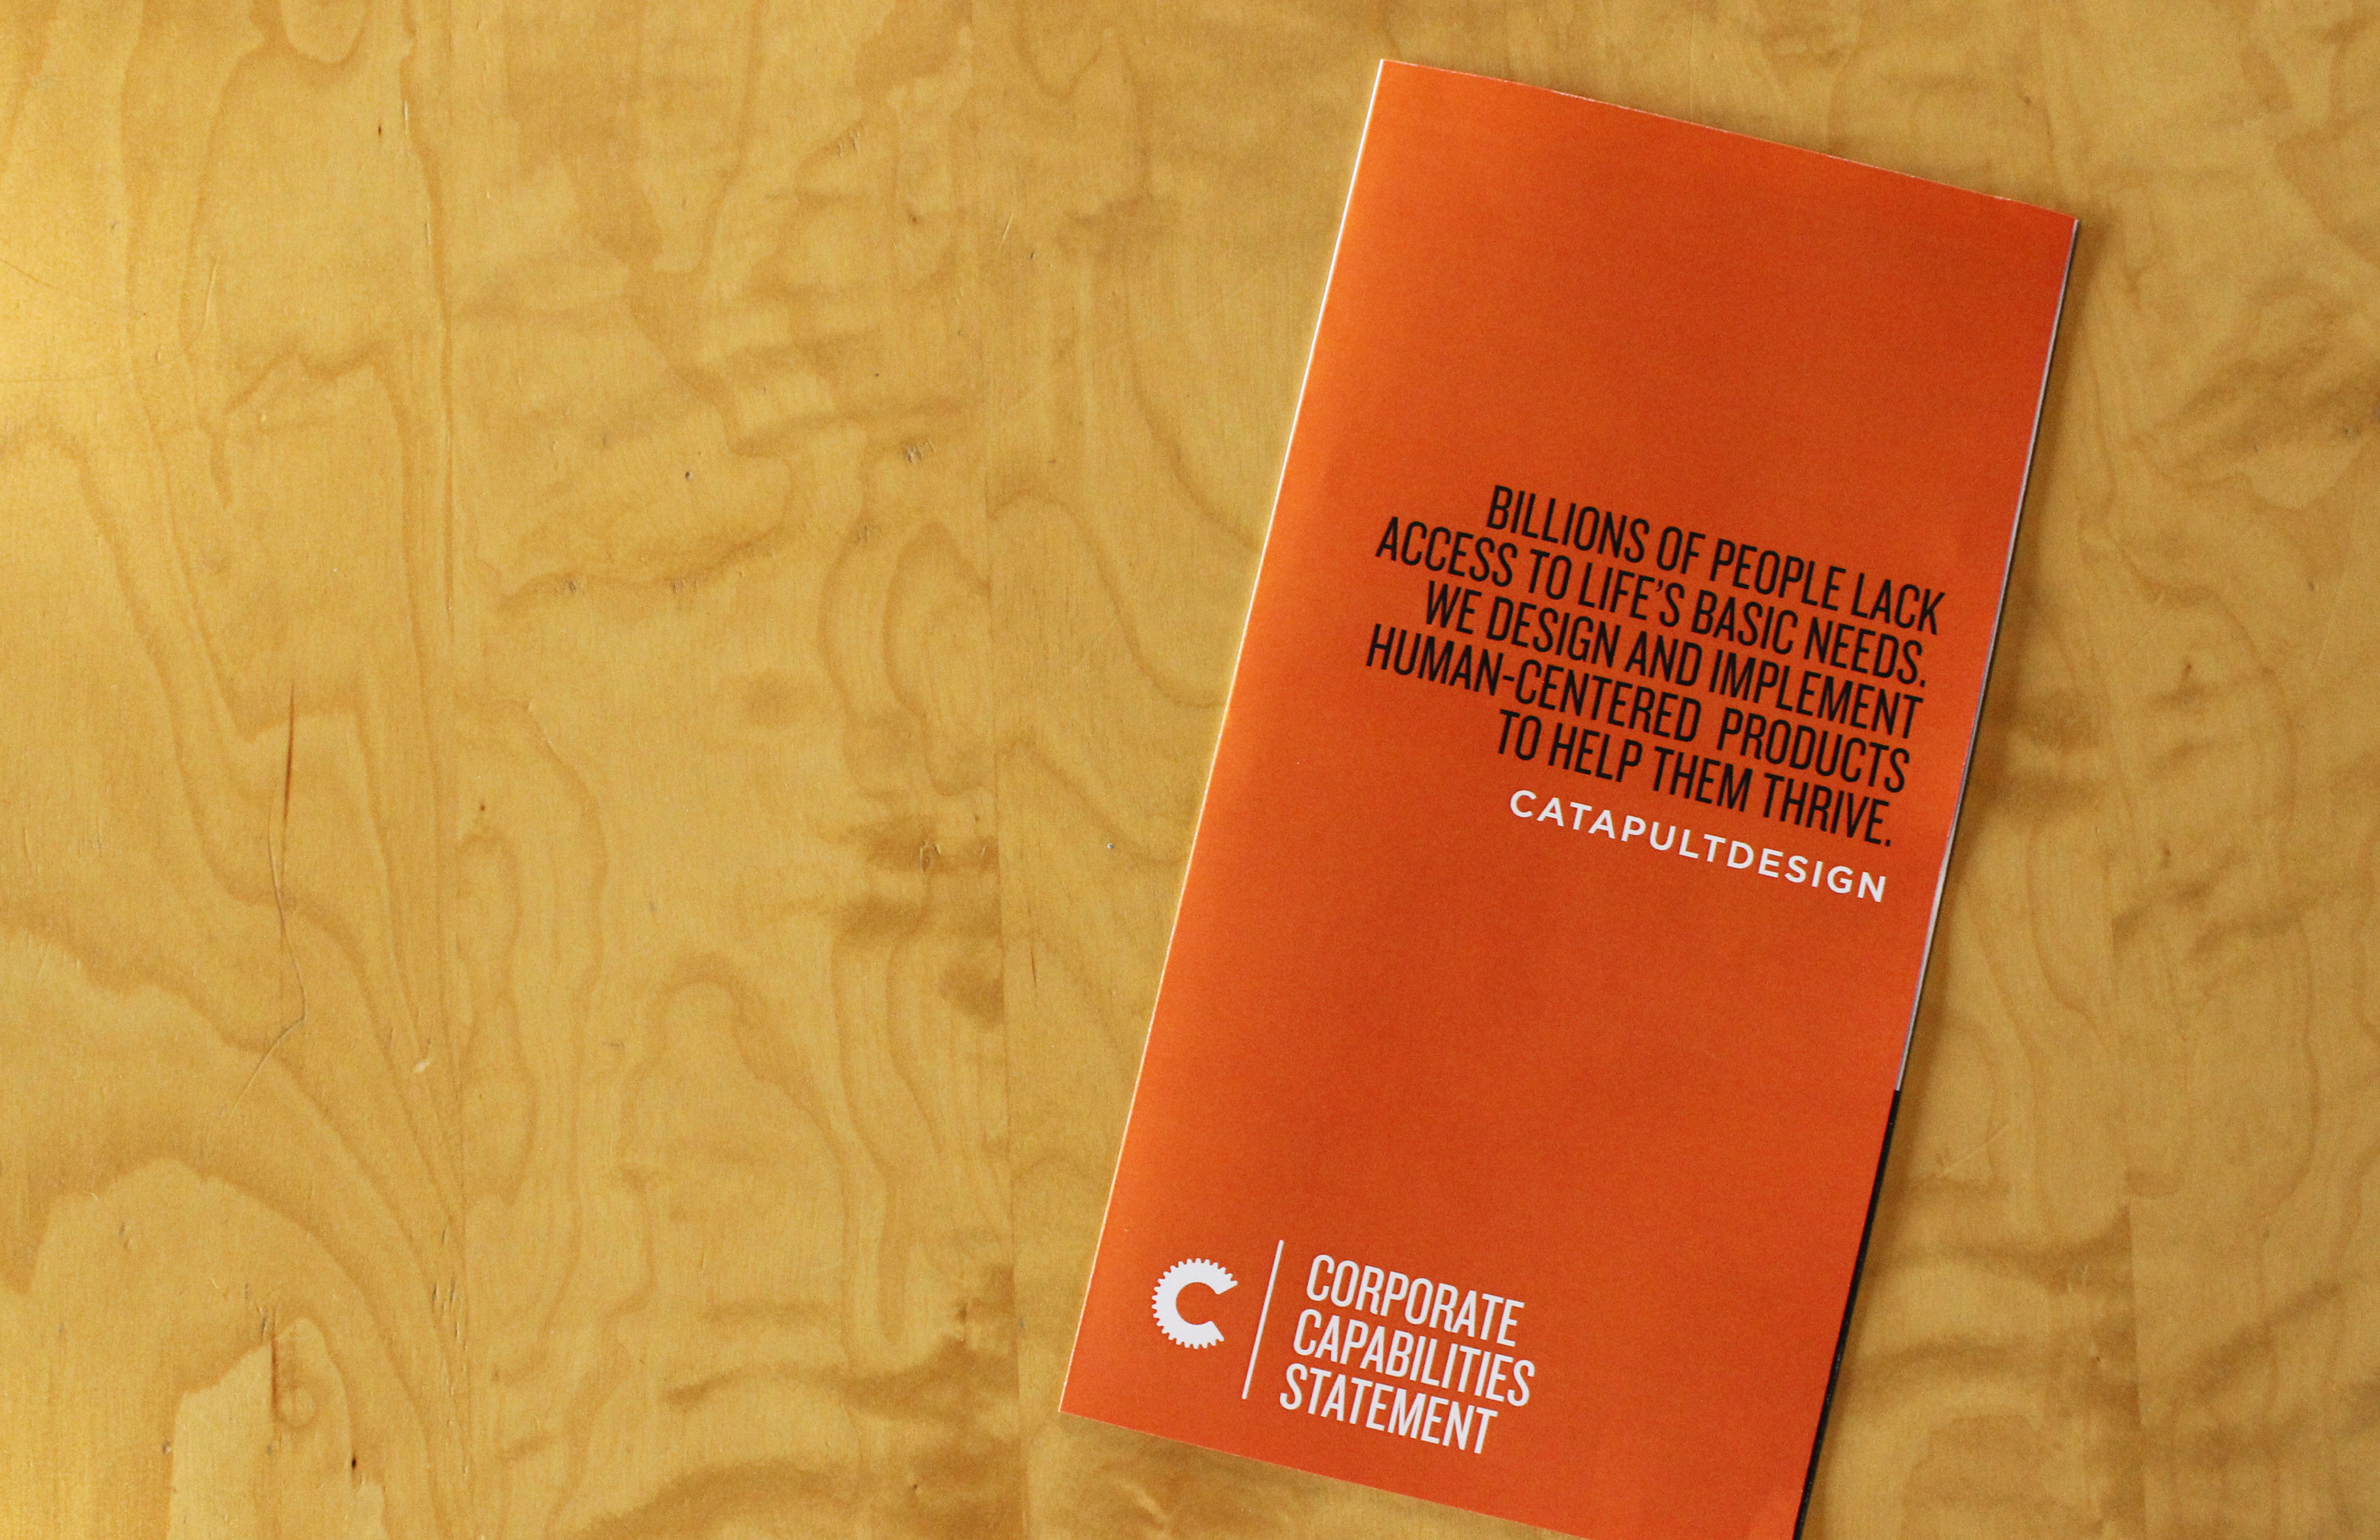 BILLIONS OF PEOPLE LACK
ACCESS TO LIFE'S BASIC NEEDS.
WE DESIGN AND IMPLEMENT
HUMAN-CENTERED PRODUCTS
TO HELP THEM THRIVE.
CATAPULTDESIGN
C
CORPORATE
CAPABILITIES
STATEMENT